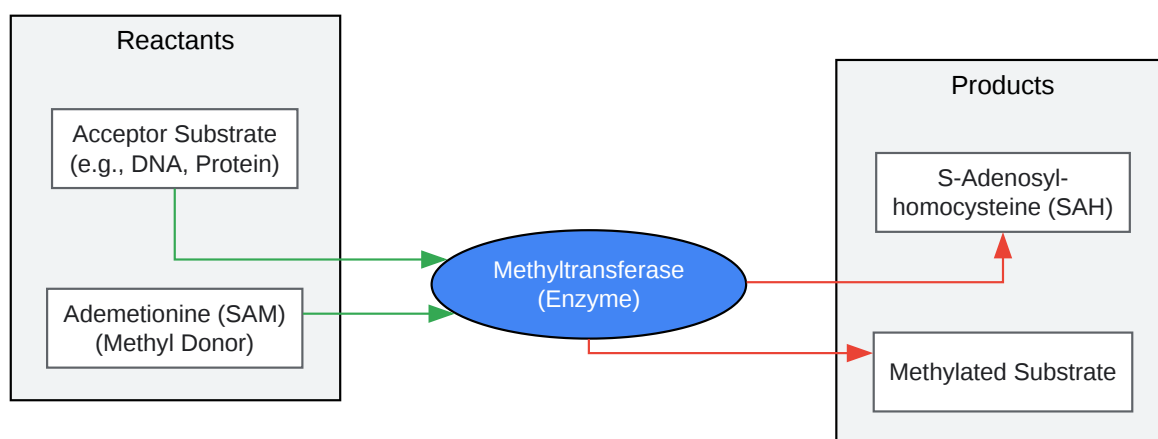 Reactants
Acceptor Substrate
(e.g., DNA, Protein)
Ademetionine (SAM)
(Methyl Donor)
Methyltransferase
(Enzyme)
Products
S-Adenosyl-
homocysteine (SAH)
Methylated Substrate